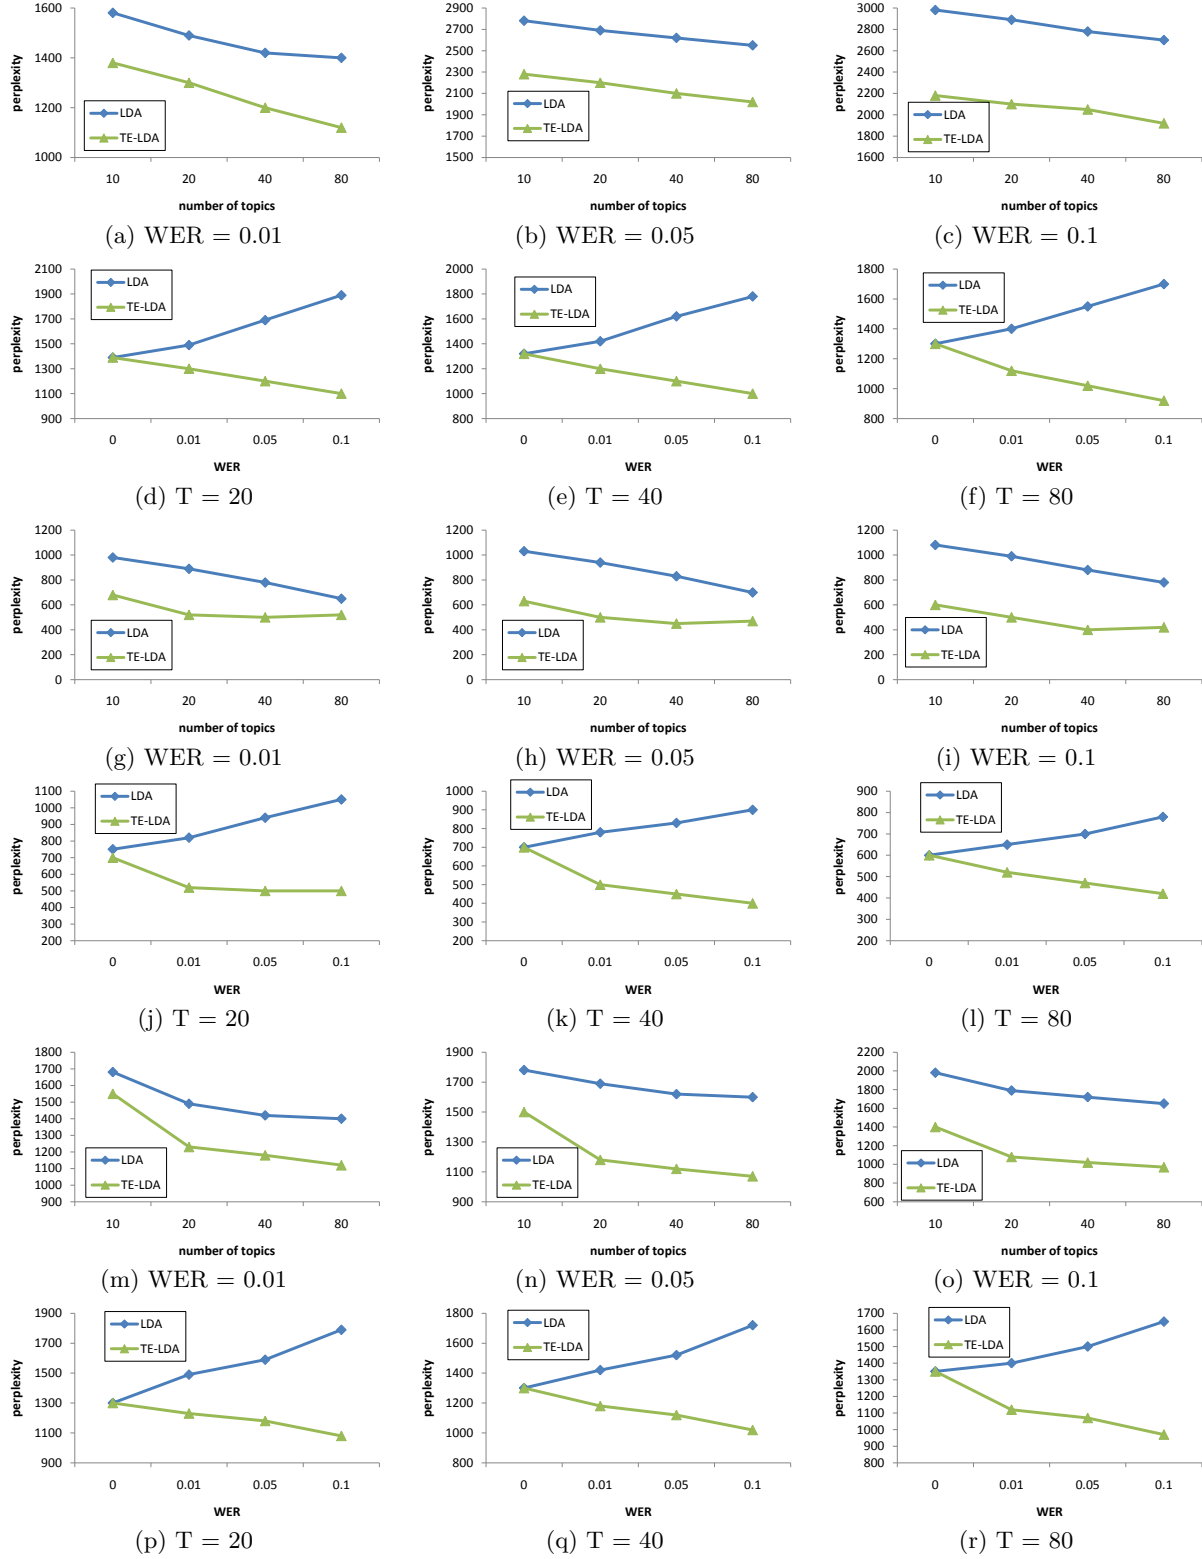 1600
1400
1200
1000
perplexity
LDA
TE-LDA
10 20 40 80
number of topics
(a) WER = 0.01
2900
2700
2500
2300
2100
1900
1700
1500
perplexity
LDA
TE-LDA
10 20 40 80
number of topics
(b) WER = 0.05
3000
2800
2600
2400
2200
2000
1800
1600
perplexity
LDA
TE-LDA
10 20 40 80
number of topics
(c) WER = 0.1
2100
1900
1700
1500
1300
1100
900
perplexity
LDA
TE-LDA
0 0.01 0.05 0.1
WER
(d) T = 20
2000
1800
1600
1400
1200
1000
800
perplexity
LDA
TE-LDA
0 0.01 0.05 0.1
WER
(e) T = 40
1800
1600
1400
1200
1000
800
perplexity
LDA
TE-LDA
0 0.01 0.05 0.1
WER
(f) T = 80
1200
1000
800
600
400
200
0
perplexity
LDA
TE-LDA
10 20 40 80
number of topics
(g) WER = 0.01
1200
1000
800
600
400
200
0
perplexity
LDA
TE-LDA
10 20 40 80
number of topics
(h) WER = 0.05
1200
1000
800
600
400
200
0
perplexity
LDA
TE-LDA
10 20 40 80
number of topics
(i) WER = 0.1
1100
1000
900
800
700
600
500
400
300
200
perplexity
LDA
TE-LDA
0 0.01 0.05 0.1
WER
(j) T = 20
1000
900
800
700
600
500
400
300
200
perplexity
LDA
TE-LDA
0 0.01 0.05 0.1
WER
(k) T = 40
900
800
700
600
500
400
300
200
perplexity
LDA
TE-LDA
0 0.01 0.05 0.1
WER
(l) T = 80
1800
1700
1600
1500
1400
1300
1200
1100
1000
900
perplexity
LDA
TE-LDA
10 20 40 80
number of topics
(m) WER = 0.01
1900
1700
1500
1300
1100
900
perplexity
LDA
TE-LDA
10 20 40 80
number of topics
(n) WER = 0.05
2200
2000
1800
1600
1400
1200
1000
800
600
perplexity
LDA
TE-LDA
10 20 40 80
number of topics
(o) WER = 0.1
1900
1700
1500
1300
1100
900
perplexity
LDA
TE-LDA
0 0.01 0.05 0.1
WER
(p) T = 20
1800
1600
1400
1200
1000
800
perplexity
LDA
TE-LDA
0 0.01 0.05 0.1
WER
(q) T = 40
1700
1600
1500
1400
1300
1200
1100
1000
900
800
perplexity
LDA
TE-LDA
0 0.01 0.05 0.1
WER
(r) T = 80